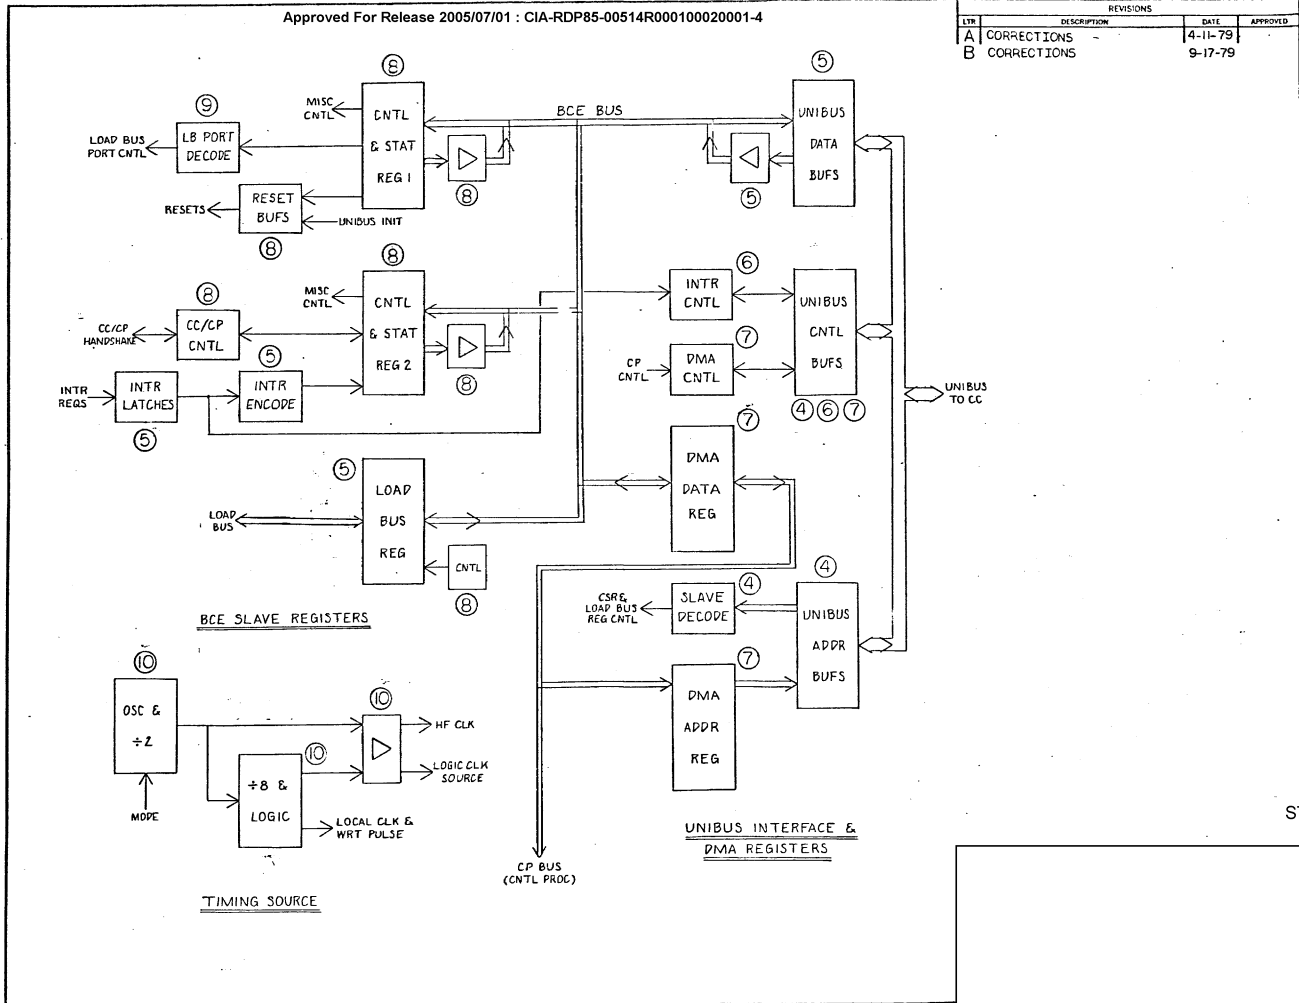 Approved For Release 2005/07/01 : CIA-RDP85-00514R000100020001-4
REVISIONS
LTR DESCRIPTION DATE APPROVED
A CORRECTIONS 4-11-79
B CORRECTIONS 9-17-79
8
MISC
CNTL
CNTL
& STAT
REG 1
8
9
LB PORT
DECODE
LOAD BUS
PORT CNTL
RESET
BUFS
RESETS
UNIBUS INIT
8
BCE BUS
5
UNIBUS
DATA
BUFS
5
8
MISC
CNTL
CNTL
& STAT
REG 2
8
8
CC/CP
CNTL
CC/CP
HANDSHAKE
5
INTR
ENCODE
INTR
REQS
INTR
LATCHES
5
6
INTR
CNTL
UNIBUS
CNTL
BUFS
7
CP
CNTL
DMA
CNTL
4 6 7
UNIBUS
TO CC
7
DMA
DATA
REG
5
LOAD
BUS
REG
LOAD
BUS
CNTL
8
BCE SLAVE REGISTERS
4
SLAVE
DECODE
CSR &
LOAD BUS
REG CNTL
4
UNIBUS
ADDR
BUFS
7
DMA
ADDR
REG
UNIBUS INTERFACE &
DMA REGISTERS
CP BUS
(CNTL PROC)
10
OSC &
÷2
MODE
10
÷8 &
LOGIC
10
HF CLK
LOGIC CLK
SOURCE
LOCAL CLK &
WRT PULSE
TIMING SOURCE
ST